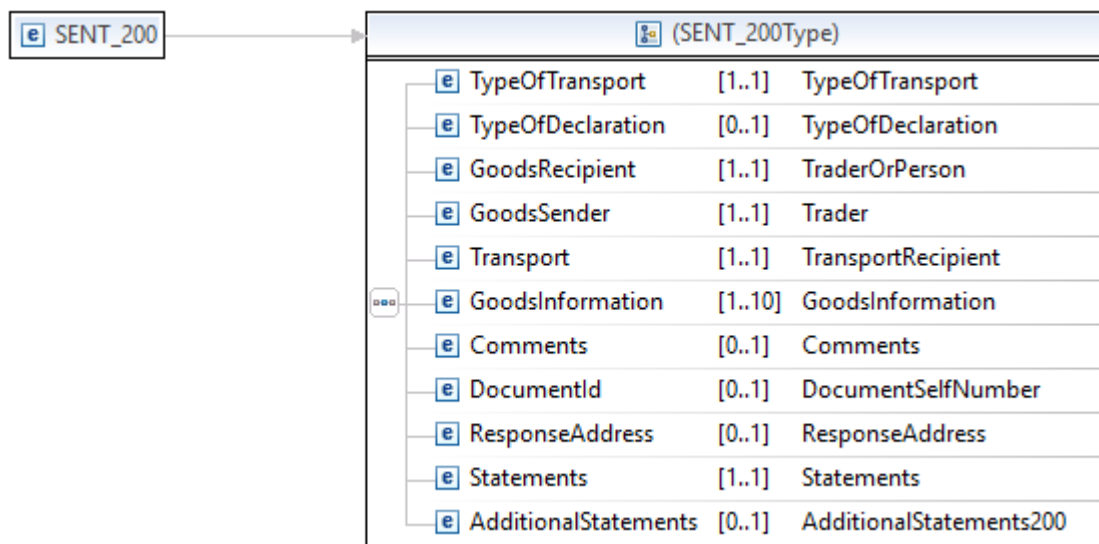 e SENT_200
(SENT_200Type)
e TypeOfTransport [1..1] TypeOfTransport
e TypeOfDeclaration [0..1] TypeOfDeclaration
e GoodsRecipient [1..1] TraderOrPerson
e GoodsSender [1..1] Trader
e Transport [1..1] TransportRecipient
e GoodsInformation [1..10] GoodsInformation
e Comments [0..1] Comments
e DocumentId [0..1] DocumentSelfNumber
e ResponseAddress [0..1] ResponseAddress
e Statements [1..1] Statements
e AdditionalStatements [0..1] AdditionalStatements200